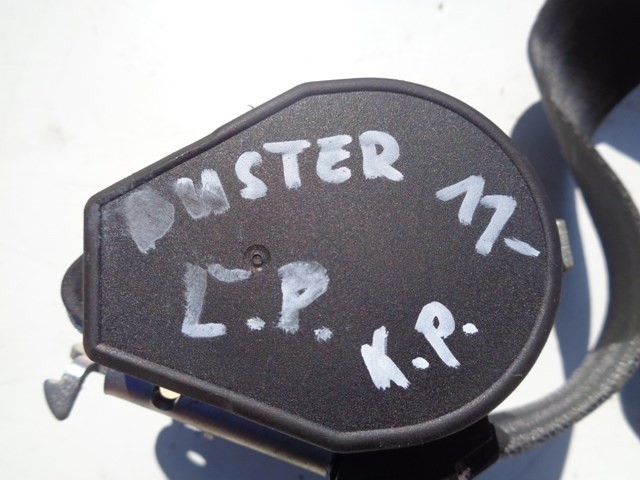 DUSTER 11-
L.P.
K.P.